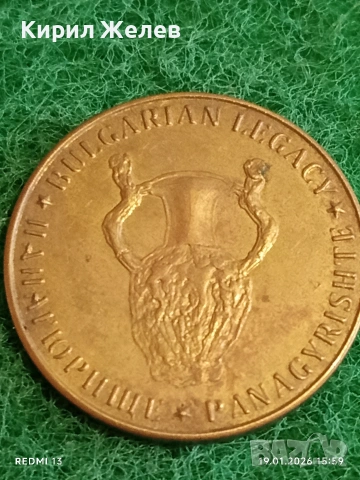 Кирил Желев
★ BULGARIAN LEGACY ★
ПАНАГЮРИЩЕ ★ PANAGYRISHTE
REDMI 13
19.01.2026 15:59